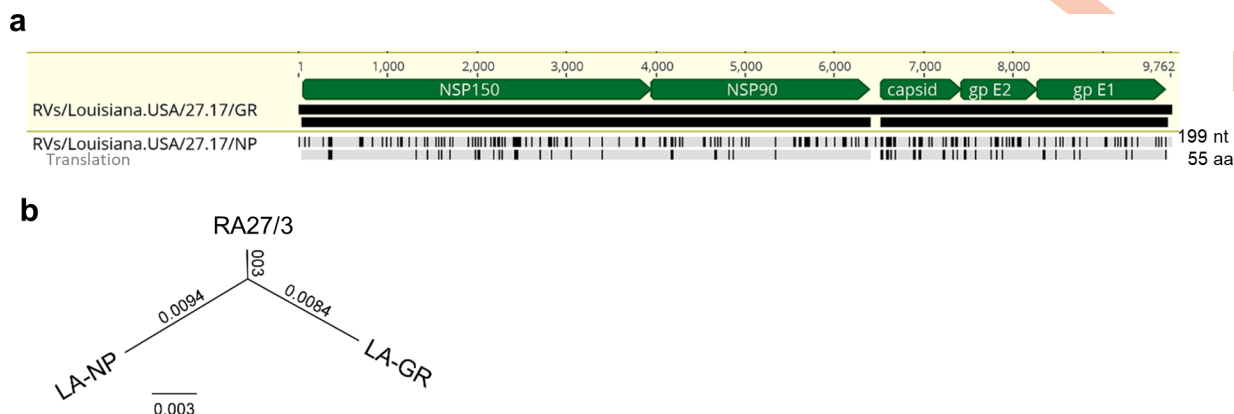 a
1 1,000 2,000 3,000 4,000 5,000 6,000 7,000 8,000 9,762
NSP150 NSP90 capsid gp E2 gp E1
RVs/Louisiana.USA/27.17/GR
RVs/Louisiana.USA/27.17/NP 199 nt
Translation 55 aa
b
RA27/3
003
0.0094 0.0084
LA-NP LA-GR
0.003